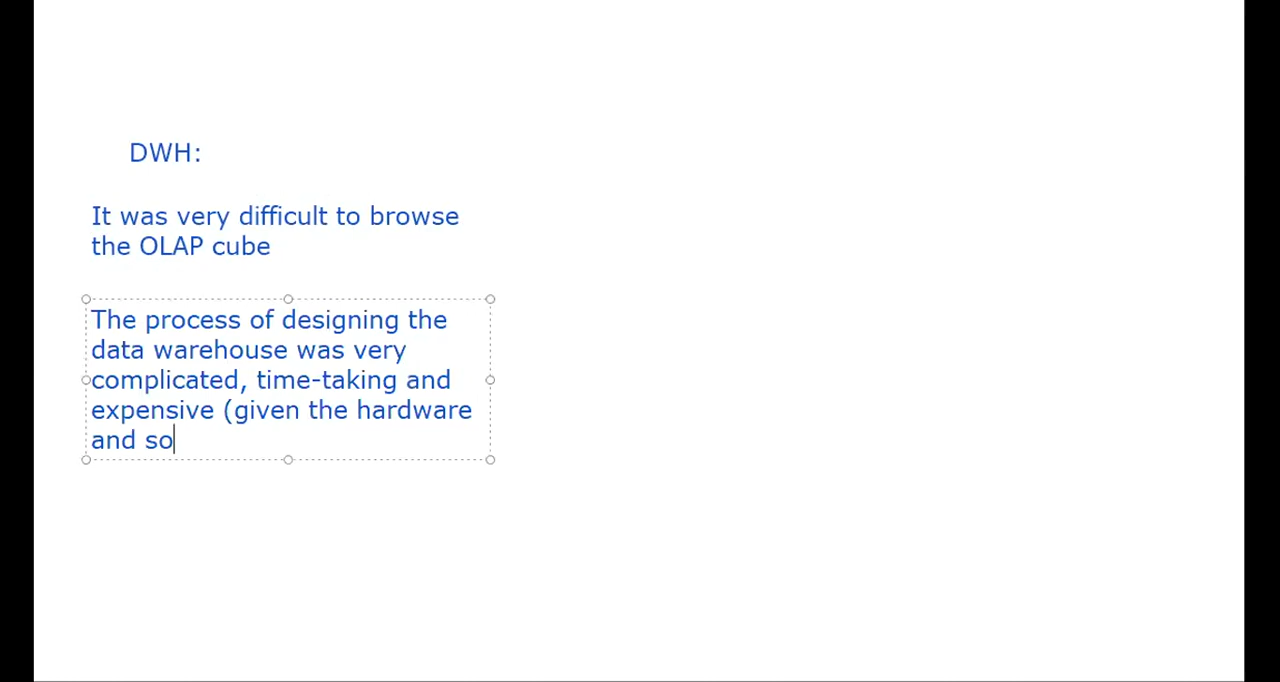 DWH:
It was very difficult to browse
the OLAP cube
The process of designing the
data warehouse was very
complicated, time-taking and
expensive (given the hardware
and so